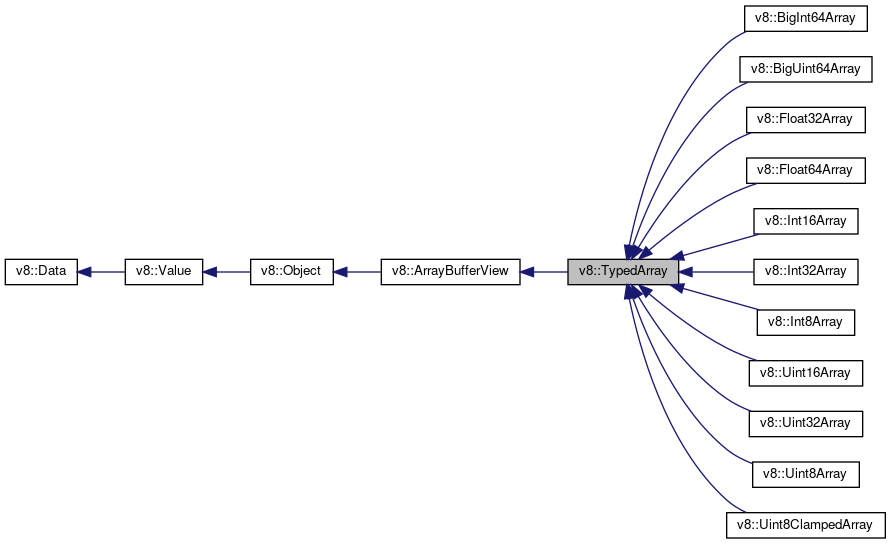 v8::BigInt64Array
v8::BigUint64Array
v8::Float32Array
v8::Float64Array
v8::Int16Array
v8::Data
v8::Value
v8::Object
v8::ArrayBufferView
v8::TypedArray
v8::Int32Array
v8::Int8Array
v8::Uint16Array
v8::Uint32Array
v8::Uint8Array
v8::Uint8ClampedArray